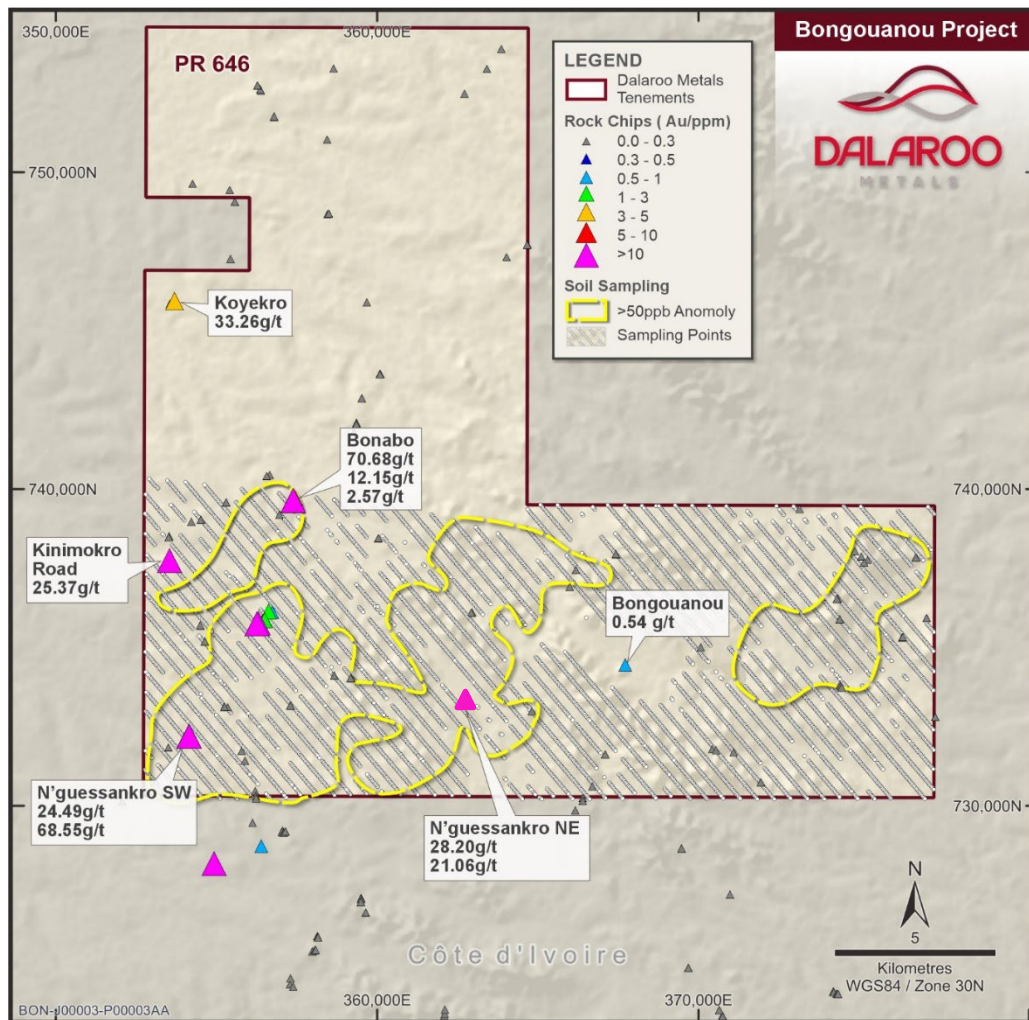 350,000E
360,000E
Bongouanou Project
PR 646
LEGEND
Dalaroo Metals
Tenements
Rock Chips ( Au/ppm)
0.0 - 0.3
0.3 - 0.5
0.5 - 1
1 - 3
3 - 5
5 - 10
>10
Soil Sampling
>50ppb Anomoly
Sampling Points
DALAROO
METALS
750,000N
Koyekro
33.26g/t
Bonabo
70.68g/t
12.15g/t
2.57g/t
740,000N
740,000N
Kinimokro
Road
25.37g/t
Bongouanou
0.54 g/t
N'guessankro SW
24.49g/t
68.55g/t
N'guessankro NE
28.20g/t
21.06g/t
730,000N
N
5
Kilometres
WGS84 / Zone 30N
Côte d'Ivoire
BON-J00003-P00003AA
360,000E
370,000E